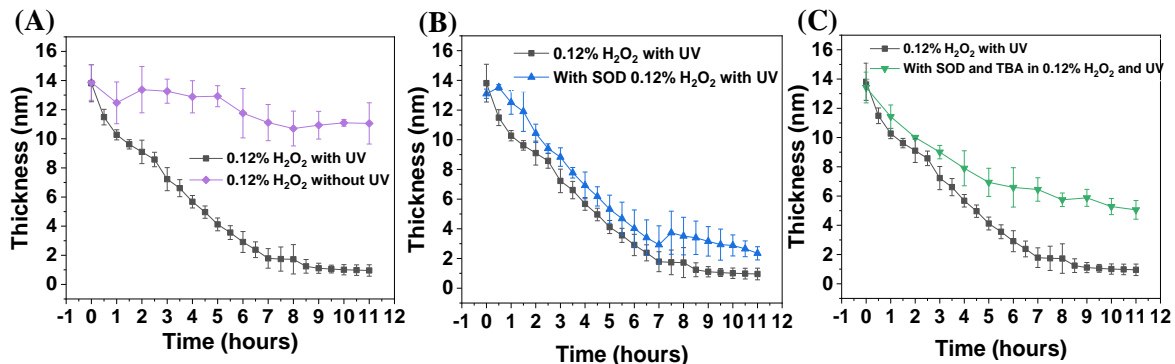 (A)
16
14
12
10
8
6
4
2
0
Thickness (nm)
0.12% H₂O₂ with UV
0.12% H₂O₂ without UV
-1 0 1 2 3 4 5 6 7 8 9 10 11 12
Time (hours)
(B)
16
14
12
10
8
6
4
2
0
Thickness (nm)
0.12% H₂O₂ with UV
With SOD 0.12% H₂O₂ with UV
-1 0 1 2 3 4 5 6 7 8 9 10 11 12
Time (hours)
(C)
16
14
12
10
8
6
4
2
0
Thickness (nm)
0.12% H₂O₂ with UV
With SOD and TBA in 0.12% H₂O₂ and UV
-1 0 1 2 3 4 5 6 7 8 9 10 11 12
Time (hours)